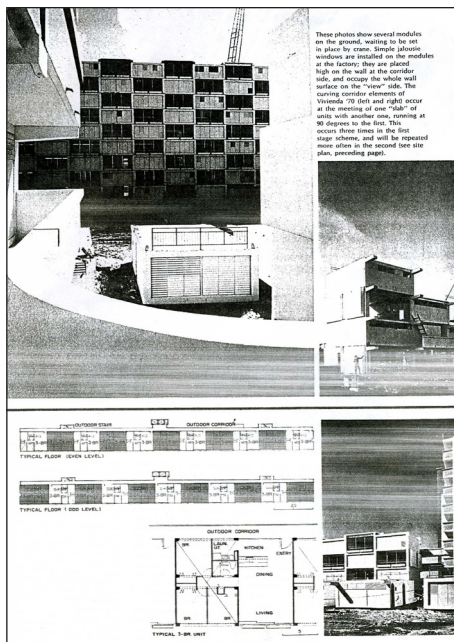 These photos show several modules
on the ground, waiting to be set
in place by crane. Simple jalousie
windows are installed on the modules
at the factory; they are placed
high on the wall at the corridor
side, and occupy the whole wall
surface on the "view" side. The
curving corridor elements of
Vivienda '70 (left and right) occur
at the meeting of one "slab" of
units with another one, running at
90 degrees to the first. This
occurs three times in the first
stage scheme, and will be repeated
more often in the second (see site
plan, preceding page).
OUTDOOR STAIR OUTDOOR CORRIDOR
TYPICAL FLOOR (EVEN LEVEL)
TYPICAL FLOOR (ODD LEVEL)
OUTDOOR CORRIDOR
BR. KITCHEN ENTRY
DINING
BR. BR. LIVING
TYPICAL 3-BR. UNIT 5